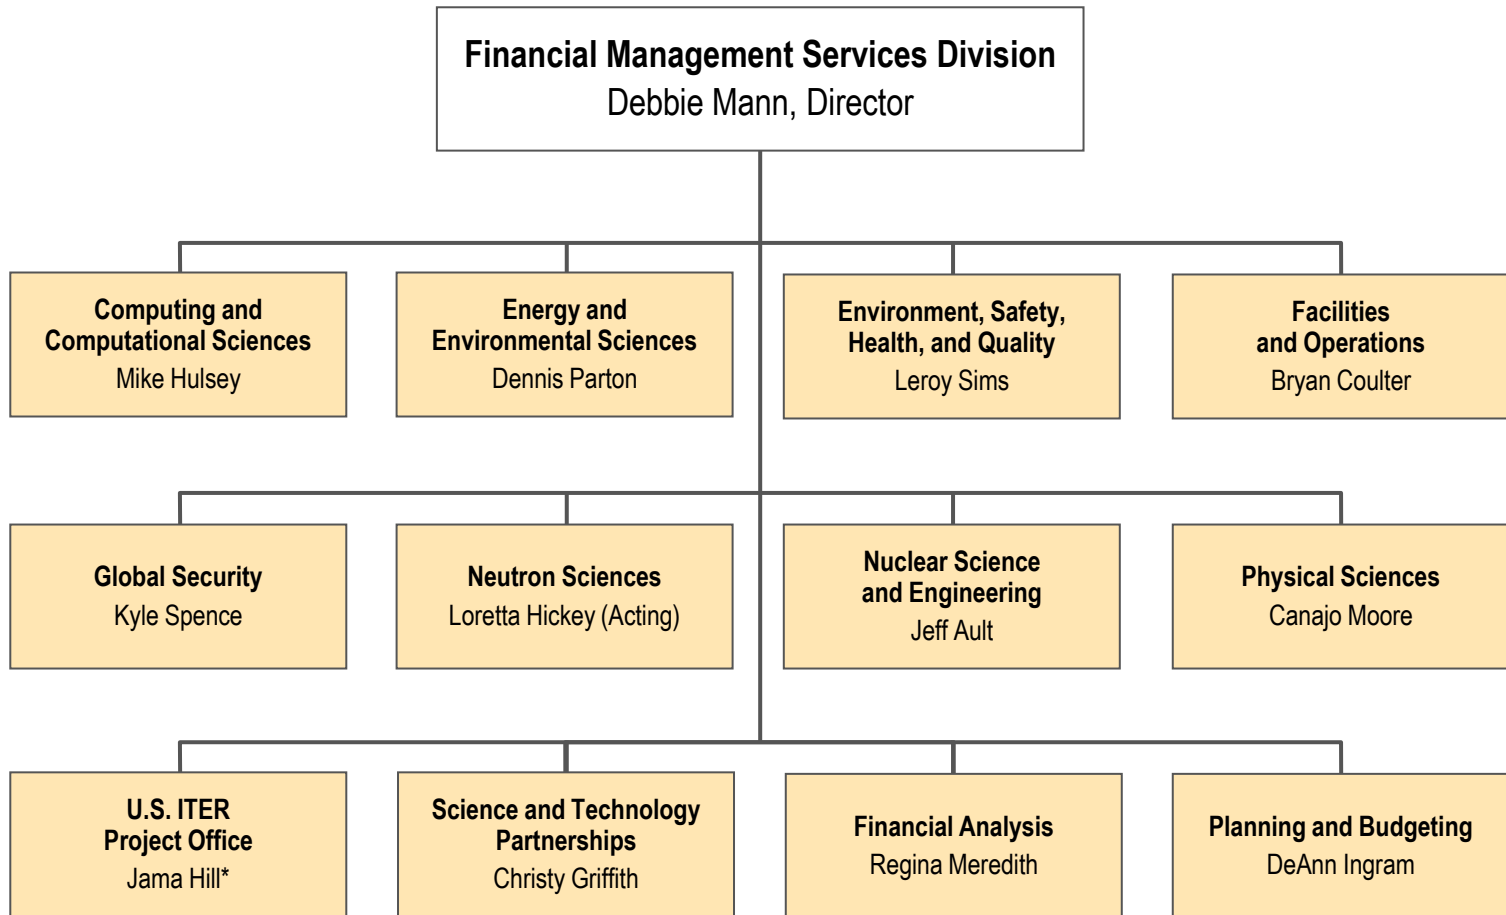 Financial Management Services Division
Debbie Mann, Director
Computing and
Computational Sciences
Mike Hulsey
Energy and
Environmental Sciences
Dennis Parton
Environment, Safety,
Health, and Quality
Leroy Sims
Facilities
and Operations
Bryan Coulter
Global Security
Kyle Spence
Neutron Sciences
Loretta Hickey (Acting)
Nuclear Science
and Engineering
Jeff Ault
Physical Sciences
Canajo Moore
U.S. ITER
Project Office
Jama Hill*
Science and Technology
Partnerships
Christy Griffith
Financial Analysis
Regina Meredith
Planning and Budgeting
DeAnn Ingram